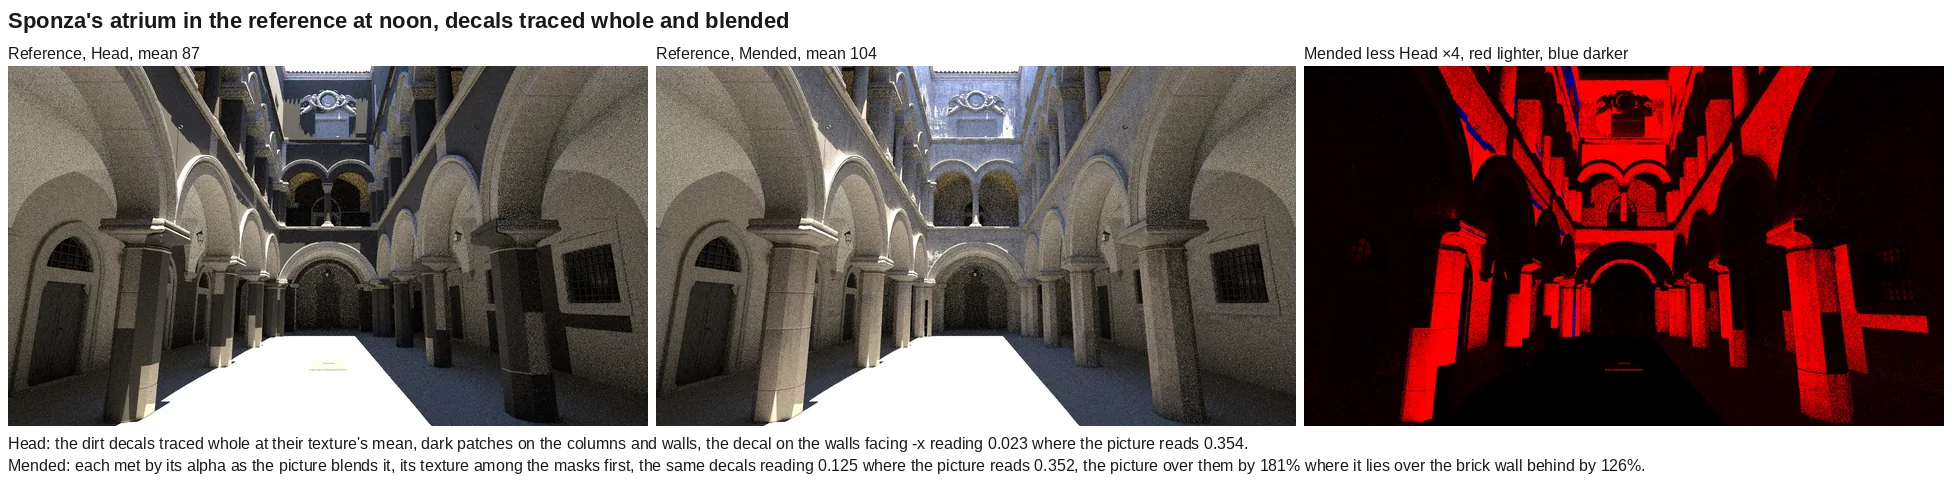 Sponza's atrium in the reference at noon, decals traced whole and blended
Reference, Head, mean 87
Reference, Mended, mean 104
Mended less Head ×4, red lighter, blue darker
Head: the dirt decals traced whole at their texture's mean, dark patches on the columns and walls, the decal on the walls facing -x reading 0.023 where the picture reads 0.354.
Mended: each met by its alpha as the picture blends it, its texture among the masks first, the same decals reading 0.125 where the picture reads 0.352, the picture over them by 181% where it lies over the brick wall behind by 126%.